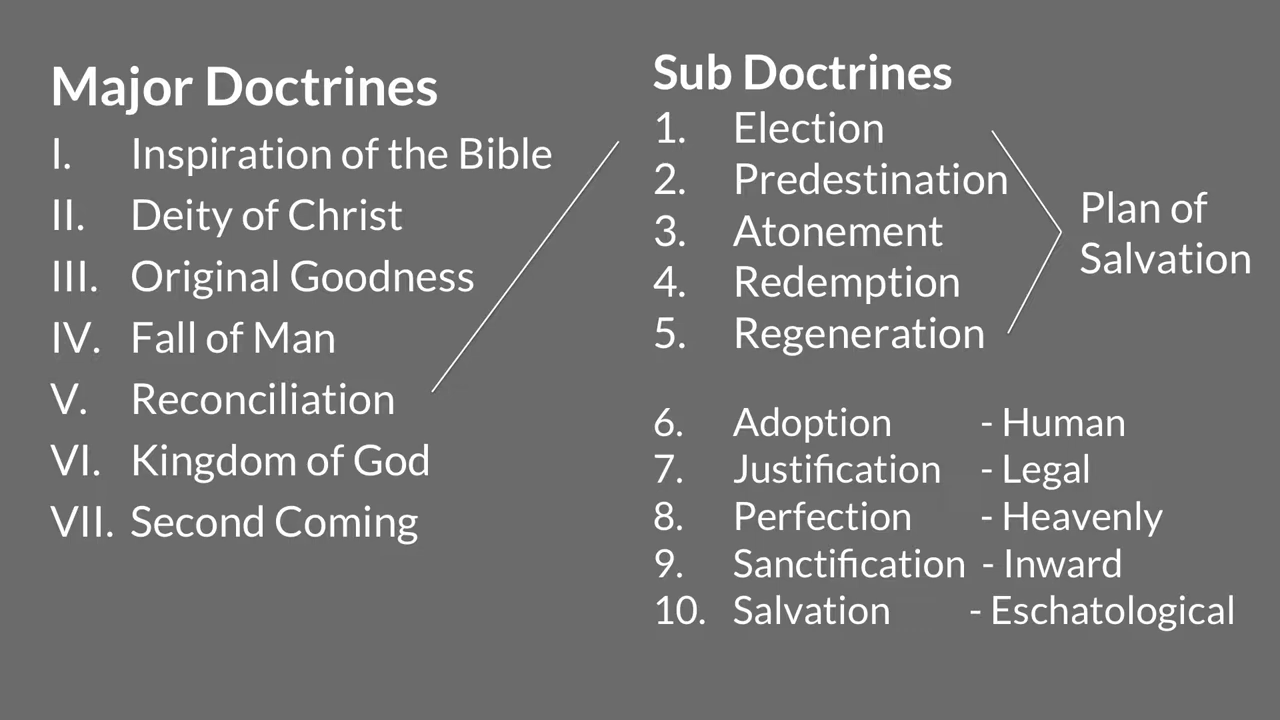 Major Doctrines
I. Inspiration of the Bible
II. Deity of Christ
III. Original Goodness
IV. Fall of Man
V. Reconciliation
VI. Kingdom of God
VII. Second Coming
Sub Doctrines
1. Election
2. Predestination
3. Atonement
4. Redemption
5. Regeneration
Plan of
Salvation
6. Adoption - Human
7. Justification - Legal
8. Perfection - Heavenly
9. Sanctification - Inward
10. Salvation - Eschatological